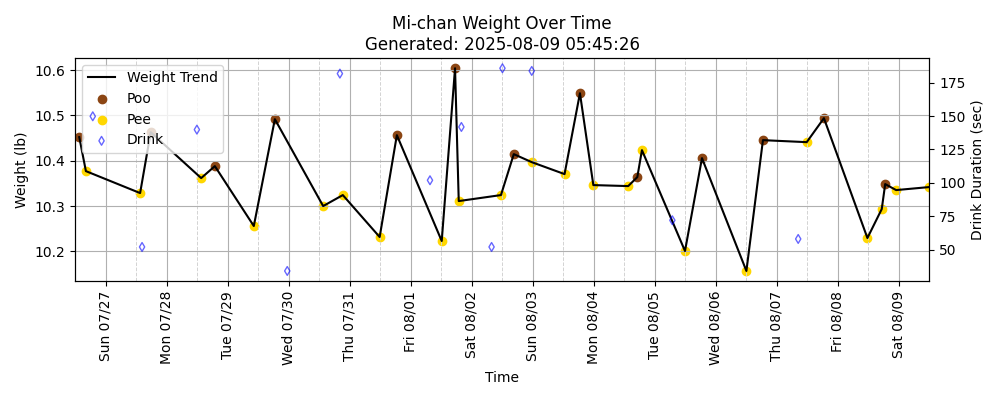 Mi-chan Weight Over Time
Generated: 2025-08-09 05:45:26
Weight Trend
Poo
Pee
Drink
10.6
10.5
10.4
10.3
10.2
Weight (lb)
175
150
125
100
75
50
Drink Duration (sec)
Sun 07/27
Mon 07/28
Tue 07/29
Wed 07/30
Thu 07/31
Fri 08/01
Sat 08/02
Sun 08/03
Mon 08/04
Tue 08/05
Wed 08/06
Thu 08/07
Fri 08/08
Sat 08/09
Time